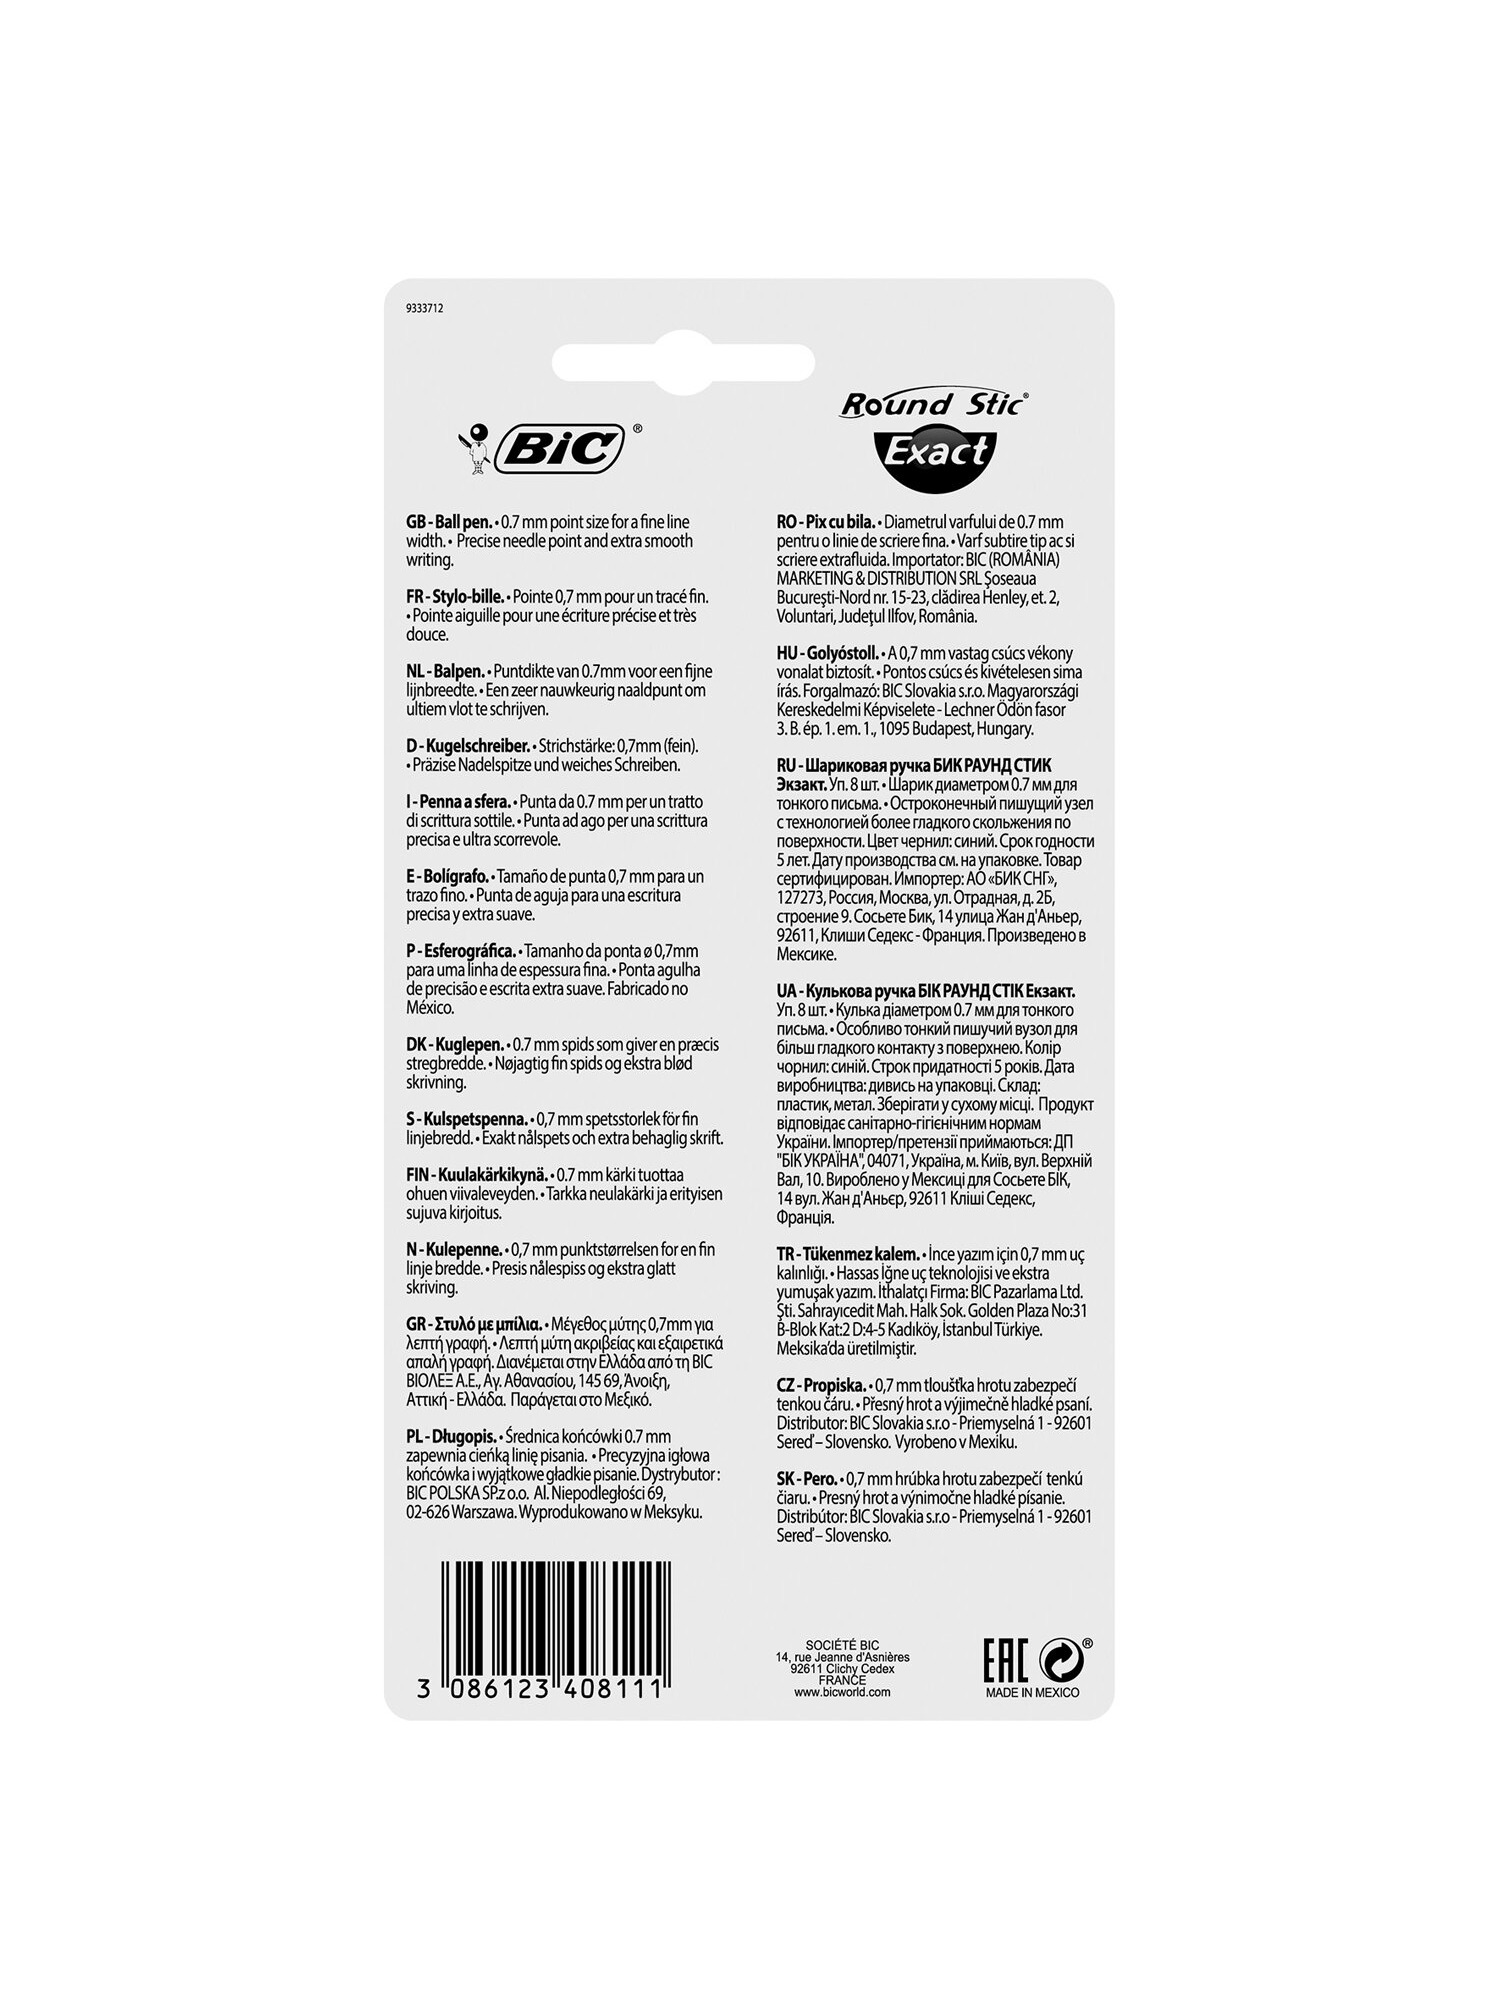 9333712
BiC®
Round Stic®
Exact
GB - Ball pen. • 0.7 mm point size for a fine line
width. • Precise needle point and extra smooth
writing.
FR - Stylo-bille. • Pointe 0,7 mm pour un tracé fin.
• Pointe aiguille pour une écriture précise et très
douce.
NL - Balpen. • Puntdikte van 0.7mm voor een fijne
lijnbreedte. • Een zeer nauwkeurig naaldpunt om
ultiem vlot te schrijven.
D - Kugelschreiber. • Strichstärke: 0,7mm (fein).
• Präzise Nadelspitze und weiches Schreiben.
I - Penna a sfera. • Punta da 0.7 mm per un tratto
di scrittura sottile. • Punta ad ago per una scrittura
precisa e ultra scorrevole.
E - Bolígrafo. • Tamaño de punta 0,7 mm para un
trazo fino. • Punta de aguja para una escritura
precisa y extra suave.
P - Esferográfica. • Tamanho da ponta ø 0,7mm
para uma linha de espessura fina. • Ponta agulha
de precisão e escrita extra suave. Fabricado no
México.
DK - Kuglepen. • 0.7 mm spids som giver en præcis
stregbredde. • Nøjagtig fin spids og ekstra blød
skrivning.
S - Kulspetspenna. • 0,7 mm spetsstorlek för fin
linjebredd. • Exakt nålspets och extra behaglig skrift.
FIN - Kuulakärkikynä. • 0.7 mm kärki tuottaa
ohuen viivaleveyden. • Tarkka neulakärki ja erityisen
sujuva kirjoitus.
N - Kulepenne. • 0,7 mm punktstørrelsen for en fin
linje bredde. • Presis nålespiss og ekstra glatt
skriving.
GR - Στυλό με μπίλια. • Μέγεθος μύτης 0,7mm για
λεπτή γραφή. • Λεπτή μύτη ακριβείας και εξαιρετικά
απαλή γραφή. Διανέμεται στην Ελλάδα από τη BIC
ΒΙΟΛΕΞ Α.Ε., Αγ. Αθανασίου, 145 69, Άνοιξη,
Αττική - Ελλάδα. Παράγεται στο Μεξικό.
PL - Długopis. • Średnica końcówki 0.7 mm
zapewnia cieńką linię pisania. • Precyzyjna igłowa
końcówka i wyjątkowe gładkie pisanie. Dystrybutor :
BIC POLSKA SP.z o.o. Al. Niepodległości 69,
02-626 Warszawa. Wyprodukowano w Meksyku.
3 086123 408111
RO - Pix cu bila. • Diametrul varfului de 0.7 mm
pentru o linie de scriere fina. • Varf subtire tip ac si
scriere extrafluida. Importator: BIC (ROMÂNIA)
MARKETING & DISTRIBUTION SRL Şoseaua
Bucureşti-Nord nr. 15-23, clădirea Henley, et. 2,
Voluntari, Judeţul Ilfov, România.
HU - Golyóstoll. • A 0,7 mm vastag csúcs vékony
vonalat biztosít. • Pontos csúcs és kivételesen sima
írás. Forgalmazó: BIC Slovakia s.r.o. Magyarországi
Kereskedelmi Képviselete - Lechner Ödön fasor
3. B. ép. 1. em. 1., 1095 Budapest, Hungary.
RU - Шариковая ручка БИК РАУНД СТИК
Экзакт. Уп. 8 шт. • Шарик диаметром 0.7 мм для
тонкого письма. • Остроконечный пишущий узел
с технологией более гладкого скольжения по
поверхности. Цвет чернил: синий. Срок годности
5 лет. Дату производства см. на упаковке. Товар
сертифицирован. Импортер: АО «БИК СНГ»,
127273, Россия, Москва, ул. Отрадная, д. 2Б,
строение 9. Сосьете Бик, 14 улица Жан д'Аньер,
92611, Клиши Седекс - Франция. Произведено в
Мексике.
UA - Кулькова ручка БІК РАУНД СТІК Екзакт.
Уп. 8 шт. • Кулька діаметром 0.7 мм для тонкого
письма. • Особливо тонкий пишучий вузол для
більш гладкого контакту з поверхнею. Колір
чорнил: синій. Строк придатності 5 років. Дата
виробництва: дивись на упаковці. Склад:
пластик, метал. Зберігати у сухому місці. Продукт
відповідає санітарно-гігієнічним нормам
України. Імпортер/претензії приймаються: ДП
"БІК УКРАЇНА", 04071, Україна, м. Київ, вул. Верхній
Вал, 10. Вироблено у Мексиці для Сосьете БІК,
14 вул. Жан д'Аньєр, 92611 Кліші Седекс,
Франція.
TR - Tükenmez kalem. • İnce yazım için 0,7 mm uç
kalınlığı. • Hassas İğne uç teknolojisi ve ekstra
yumuşak yazım. İthalatçı Firma: BIC Pazarlama Ltd.
Şti. Sahrayıcedit Mah. Halk Sok. Golden Plaza No:31
B-Blok Kat:2 D:4-5 Kadıköy, İstanbul Türkiye.
Meksika'da üretilmiştir.
CZ - Propiska. • 0,7 mm tloušťka hrotu zabezpečí
tenkou čáru. • Přesný hrot a výjimečně hladké psaní.
Distributor: BIC Slovakia s.r.o - Priemyselná 1 - 92601
Sereď – Slovensko. Vyrobeno v Mexiku.
SK - Pero. • 0,7 mm hrúbka hrotu zabezpečí tenkú
čiaru. • Presný hrot a výnimočne hladké písanie.
Distribútor: BIC Slovakia s.r.o - Priemyselná 1 - 92601
Sereď – Slovensko.
SOCIÉTÉ BIC
14, rue Jeanne d'Asnières
92611 Clichy Cedex
FRANCE
www.bicworld.com
EAC ®
MADE IN MEXICO